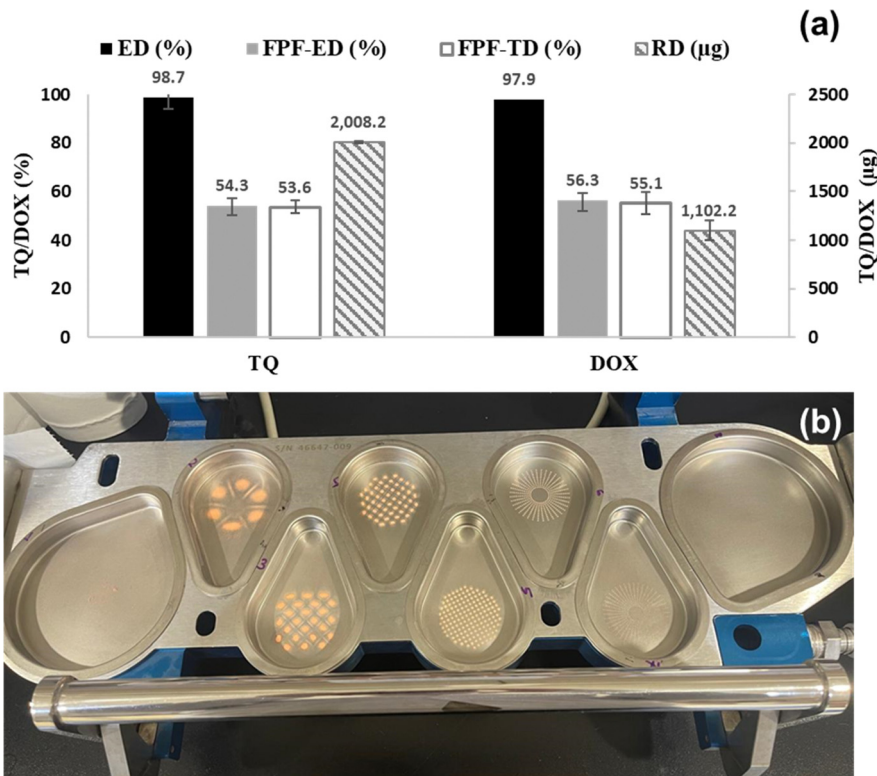 (a)
ED (%) FPF-ED (%) FPF-TD (%) RD (µg)
TQ/DOX (%)
100
80
60
40
20
0
98.7
54.3
53.6
2,008.2
97.9
56.3
55.1
1,102.2
2500
2000
1500
1000
500
0
TQ/DOX (µg)
TQ DOX
(b)
S/N 46642-009